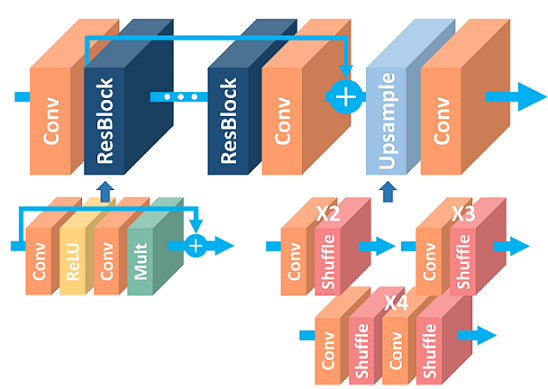 Conv
ResBlock
ResBlock
Conv
+
Upsample
Conv
Conv
ReLU
Conv
Mult
+
X2
Conv
Shuffle
X3
Conv
Shuffle
X4
Conv
Shuffle
Conv
Shuffle